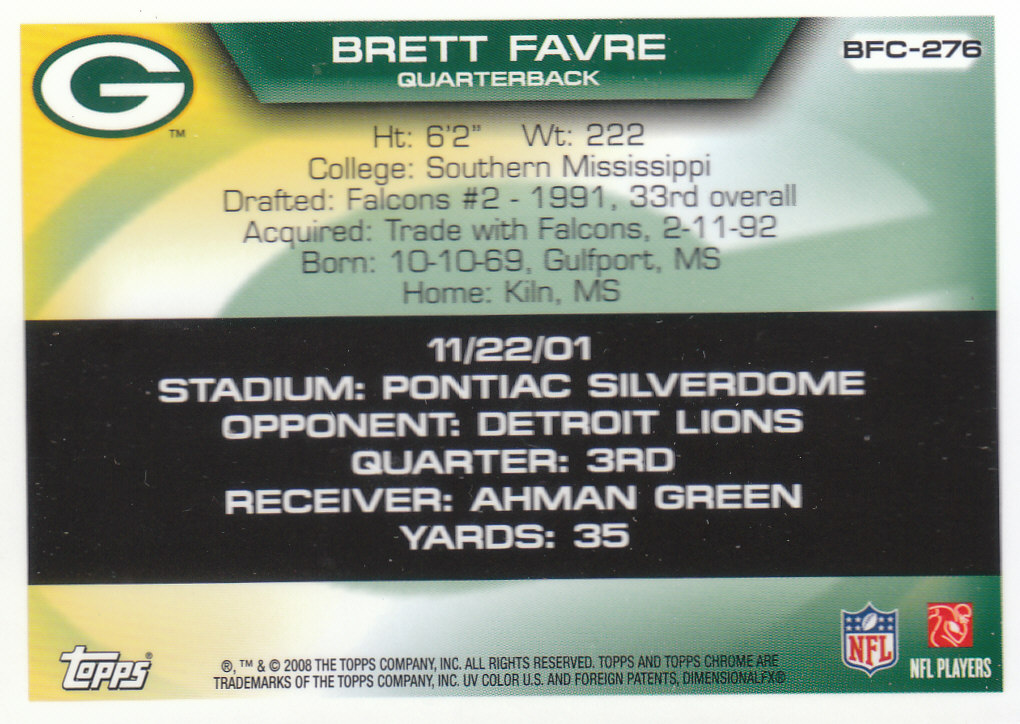 G
™
BRETT FAVRE
QUARTERBACK
BFC-276
Ht: 6'2" Wt: 222
College: Southern Mississippi
Drafted: Falcons #2 - 1991, 33rd overall
Acquired: Trade with Falcons, 2-11-92
Born: 10-10-69, Gulfport, MS
Home: Kiln, MS
11/22/01
STADIUM: PONTIAC SILVERDOME
OPPONENT: DETROIT LIONS
QUARTER: 3RD
RECEIVER: AHMAN GREEN
YARDS: 35
topps®
®, ™ & © 2008 THE TOPPS COMPANY, INC. ALL RIGHTS RESERVED. TOPPS AND TOPPS CHROME ARE
TRADEMARKS OF THE TOPPS COMPANY, INC. UV COLOR U.S. AND FOREIGN PATENTS, DIMENSIONALFX®
NFL
NFL PLAYERS